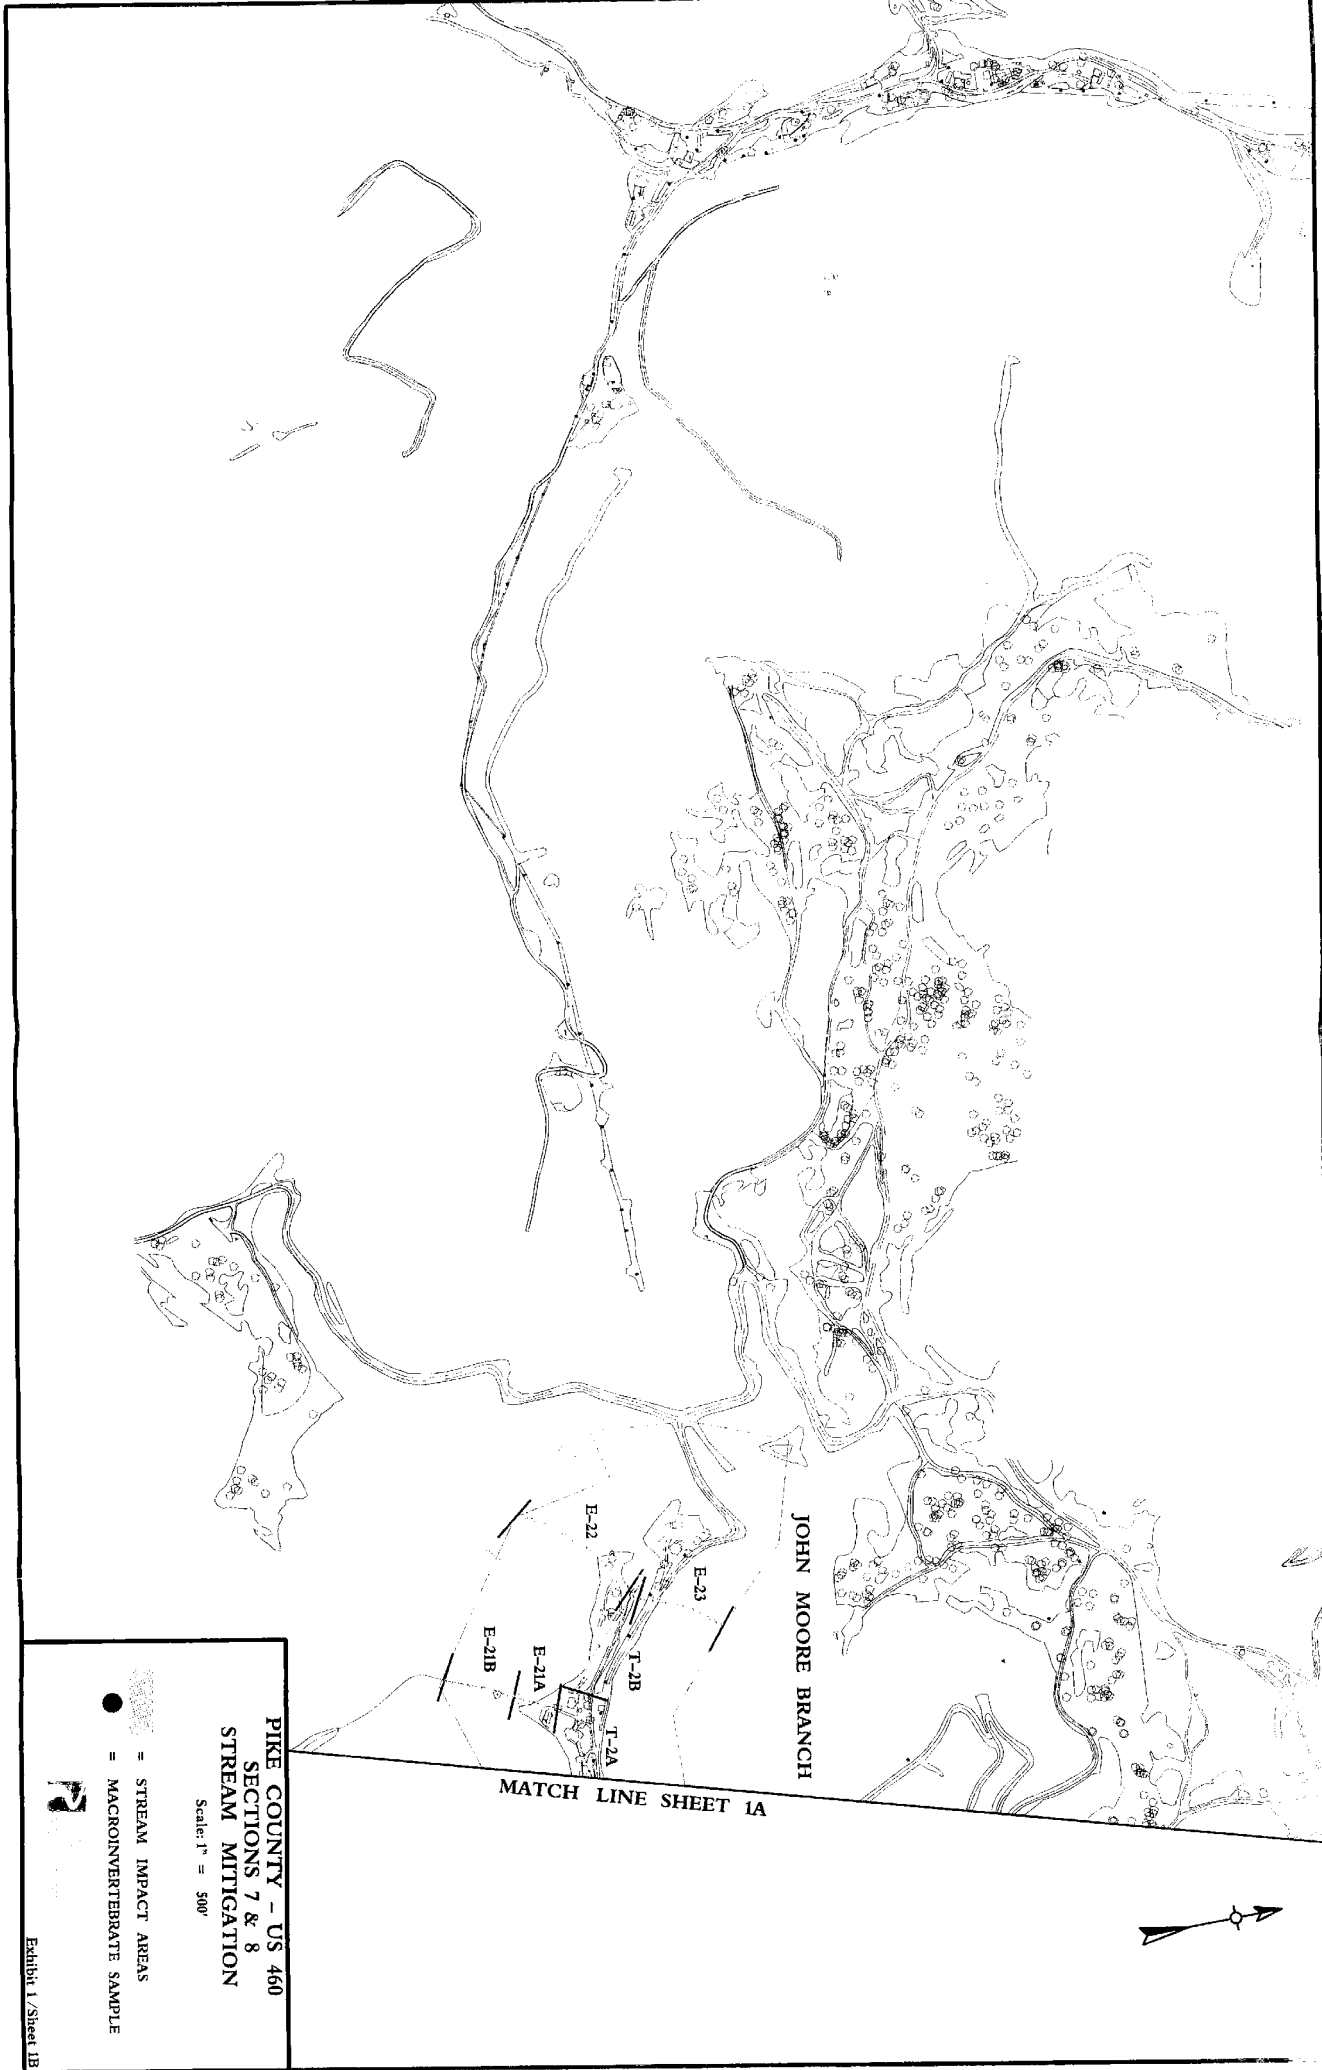 JOHN MOORE BRANCH
E-23
E-22
T-2B
T-2A
E-21A
E-21B
MATCH LINE SHEET 1A
PIKE COUNTY - US 460
SECTIONS 7 & 8
STREAM MITIGATION
Scale: 1" = 500'
= STREAM IMPACT AREAS
= MACROINVERTEBRATE SAMPLE
Exhibit 1/Sheet 1B